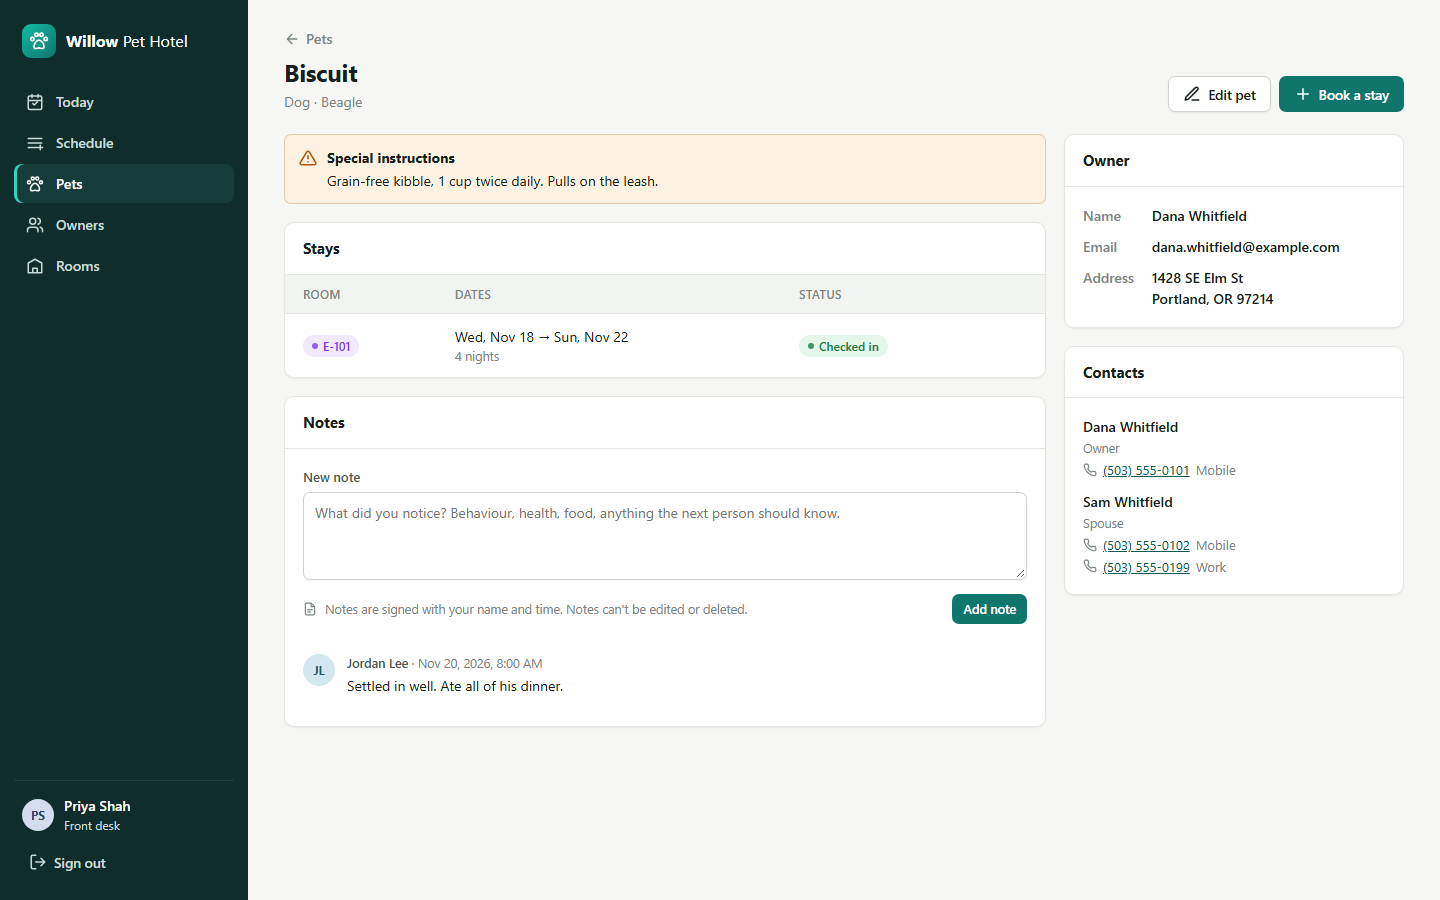 Willow Pet Hotel
Today
Schedule
Pets
Owners
Rooms
PS
Priya Shah
Front desk
Sign out
Pets
Biscuit
Dog · Beagle
Edit pet
Book a stay
Special instructions
Grain-free kibble, 1 cup twice daily. Pulls on the leash.
Stays
ROOM DATES STATUS
E-101 Wed, Nov 18 → Sun, Nov 22 Checked in
4 nights
Notes
New note
What did you notice? Behaviour, health, food, anything the next person should know.
Notes are signed with your name and time. Notes can't be edited or deleted.
Add note
JL
Jordan Lee · Nov 20, 2026, 8:00 AM
Settled in well. Ate all of his dinner.
Owner
Name Dana Whitfield
Email dana.whitfield@example.com
Address 1428 SE Elm St
Portland, OR 97214
Contacts
Dana Whitfield
Owner
(503) 555-0101 Mobile
Sam Whitfield
Spouse
(503) 555-0102 Mobile
(503) 555-0199 Work